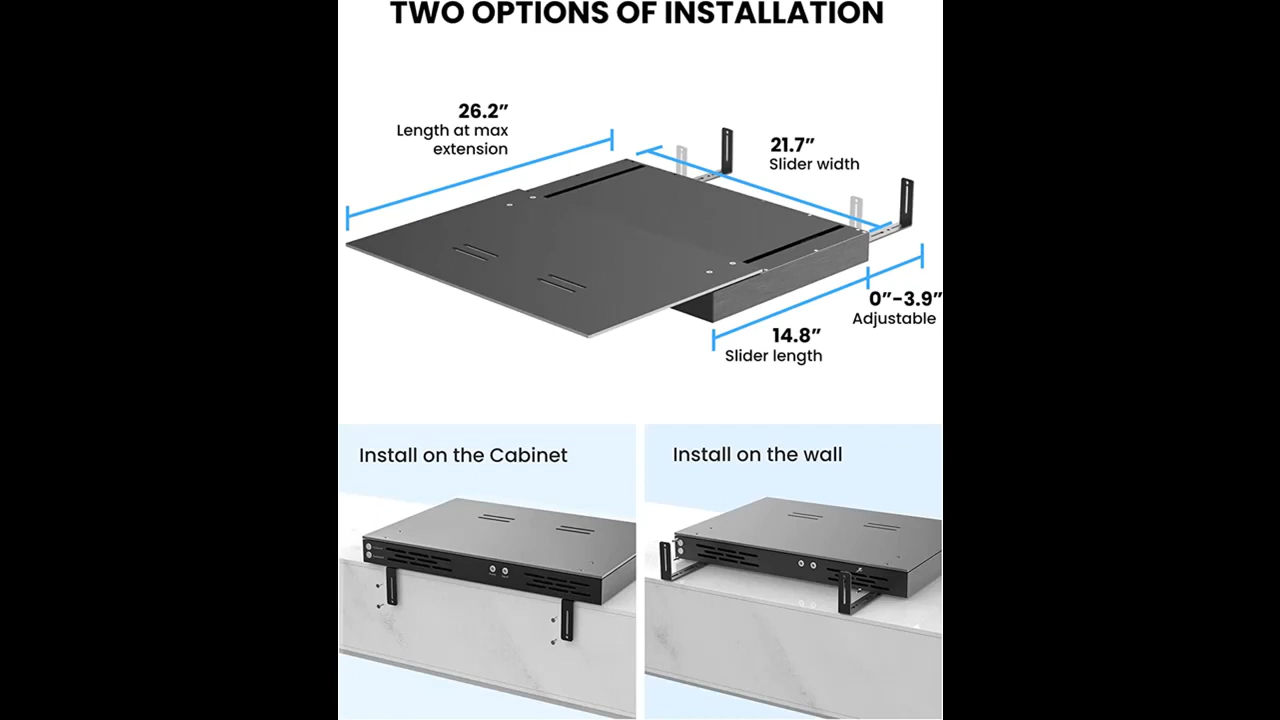 TWO OPTIONS OF INSTALLATION
26.2”
Length at max
extension
21.7”
Slider width
0”-3.9”
Adjustable
14.8”
Slider length
Install on the Cabinet
Install on the wall